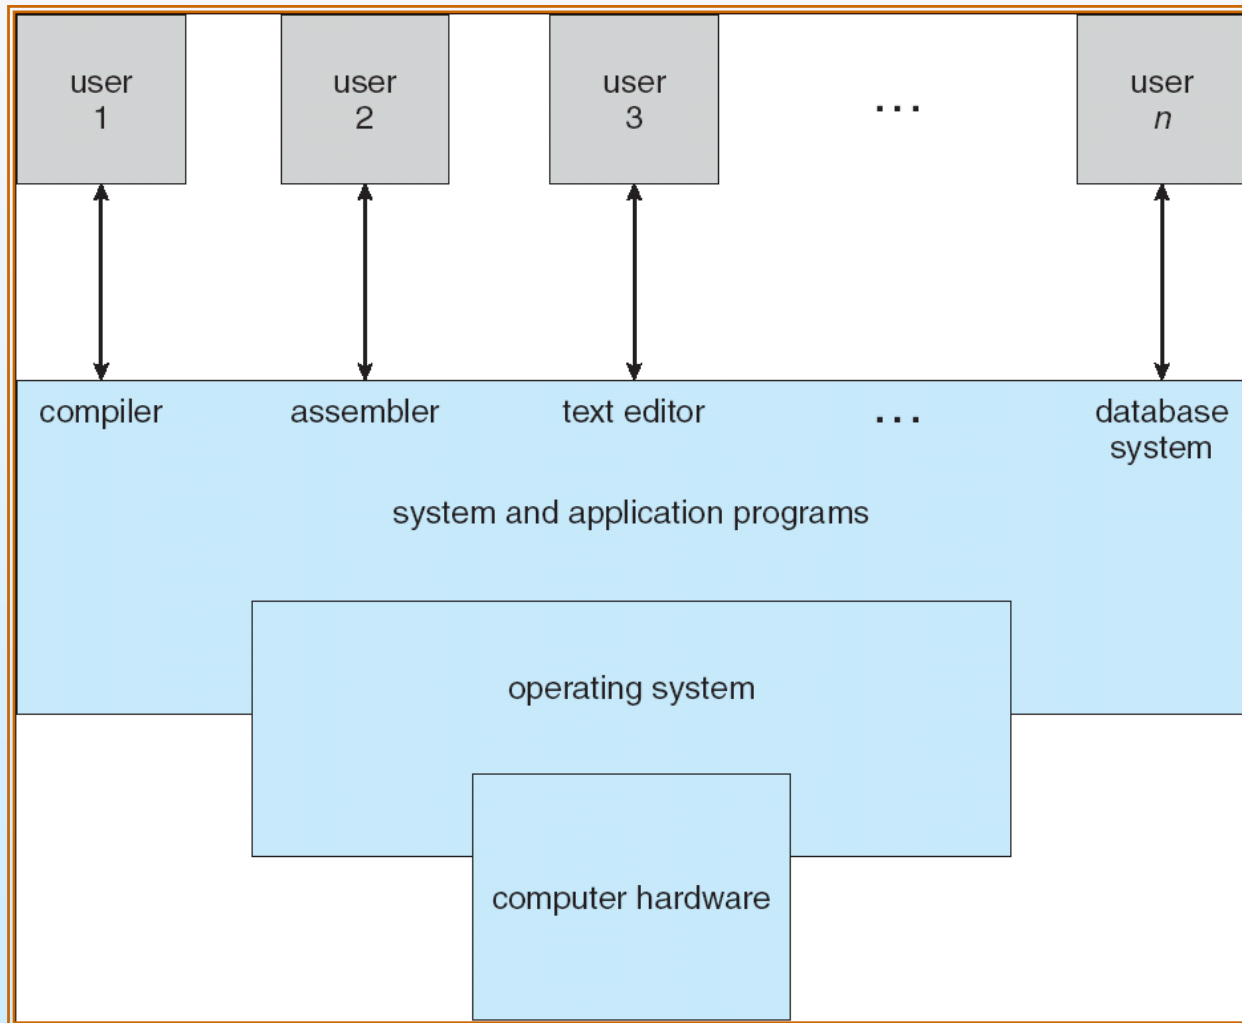 user
1
user
2
user
3
...
user
n
compiler
assembler
text editor
...
database
system
system and application programs
operating system
computer hardware